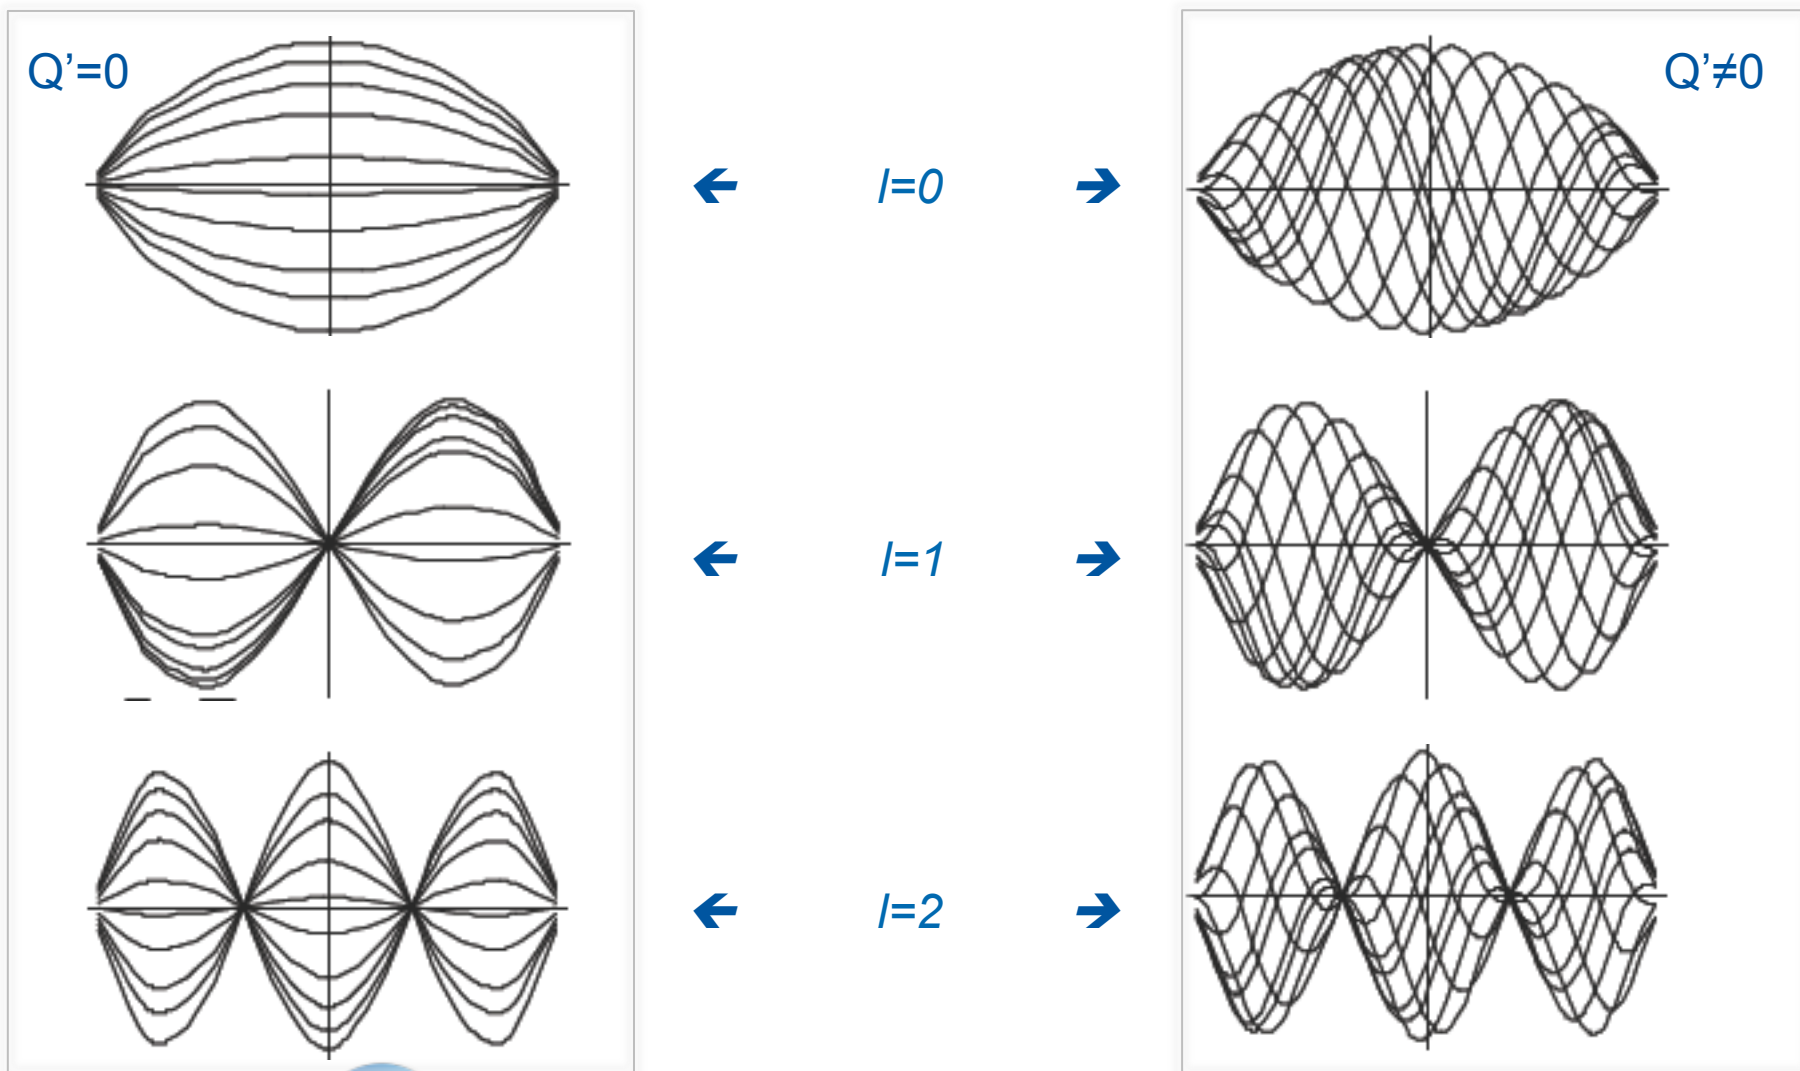 Q’=0
Q’≠0
🡸 l=0 🡺
🡸 l=1 🡺
🡸 l=2 🡺